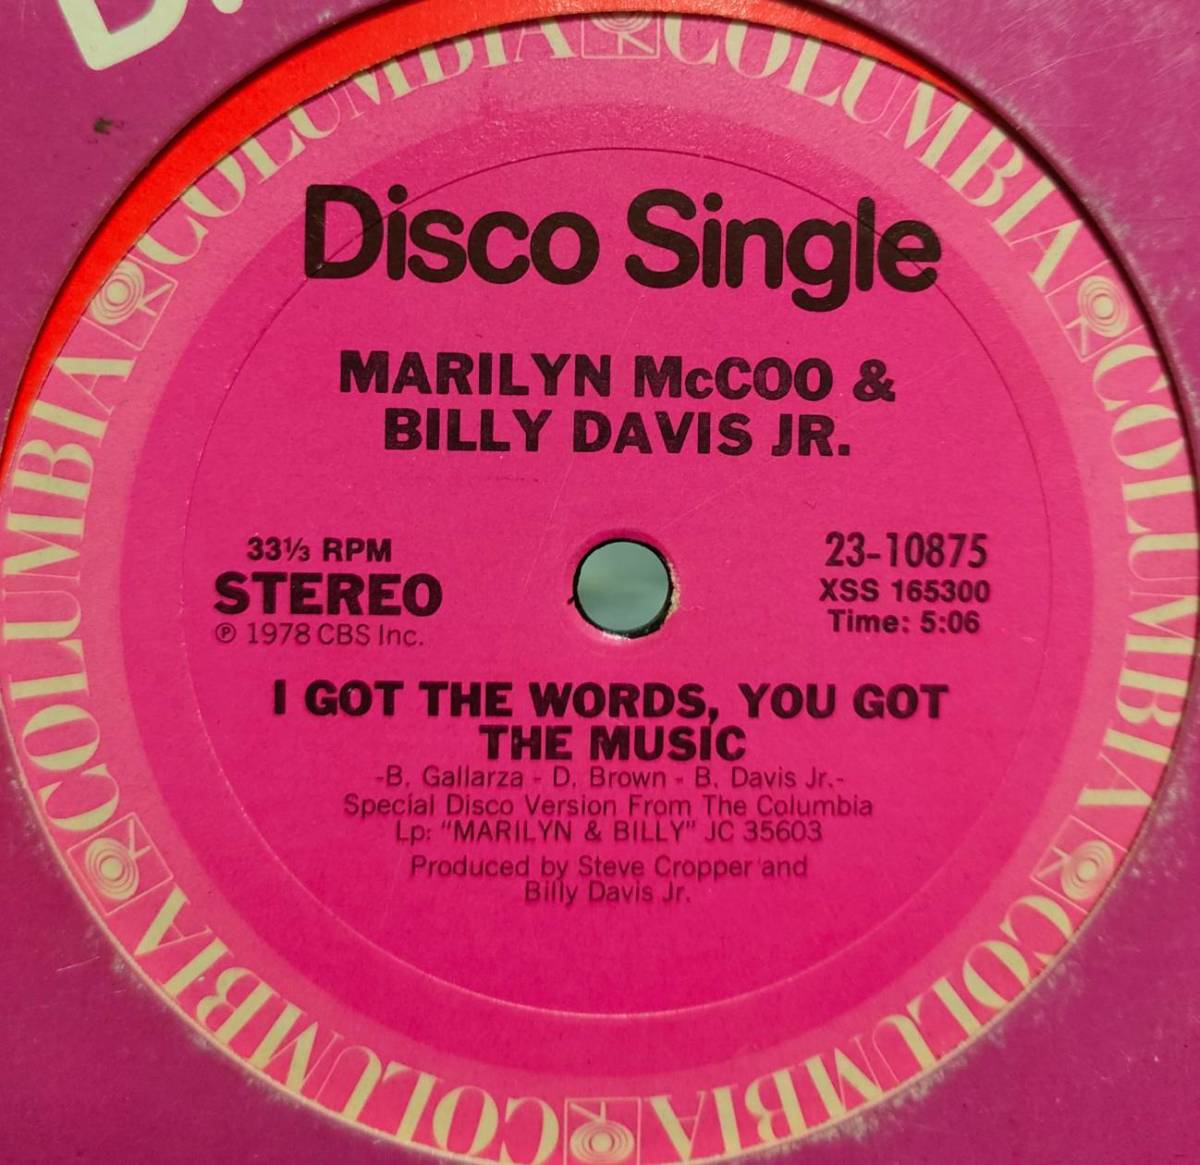 COLUMBIA COLUMBIA COLUMBIA COLUMBIA COLUMBIA COLUMBIA COLUMBIA COLUMBIA
Disco Single
MARILYN McCOO &
BILLY DAVIS JR.
33⅓ RPM
STEREO
℗ 1978 CBS Inc.
23-10875
XSS 165300
Time: 5:06
I GOT THE WORDS, YOU GOT
THE MUSIC
-B. Gallarza - D. Brown - B. Davis Jr.-
Special Disco Version From The Columbia
Lp: "MARILYN & BILLY" JC 35603
Produced by Steve Cropper and
Billy Davis Jr.